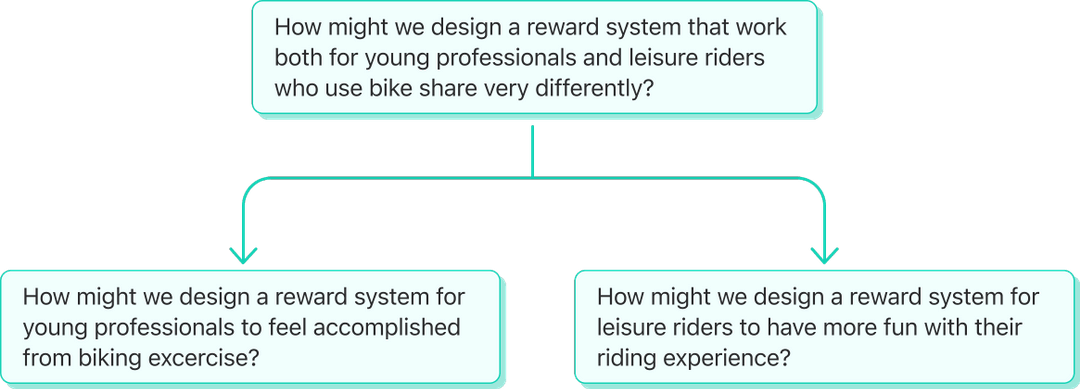 How might we design a reward system that work
both for young professionals and leisure riders
who use bike share very differently?
How might we design a reward system for
young professionals to feel accomplished
from biking excercise?
How might we design a reward system for
leisure riders to have more fun with their
riding experience?